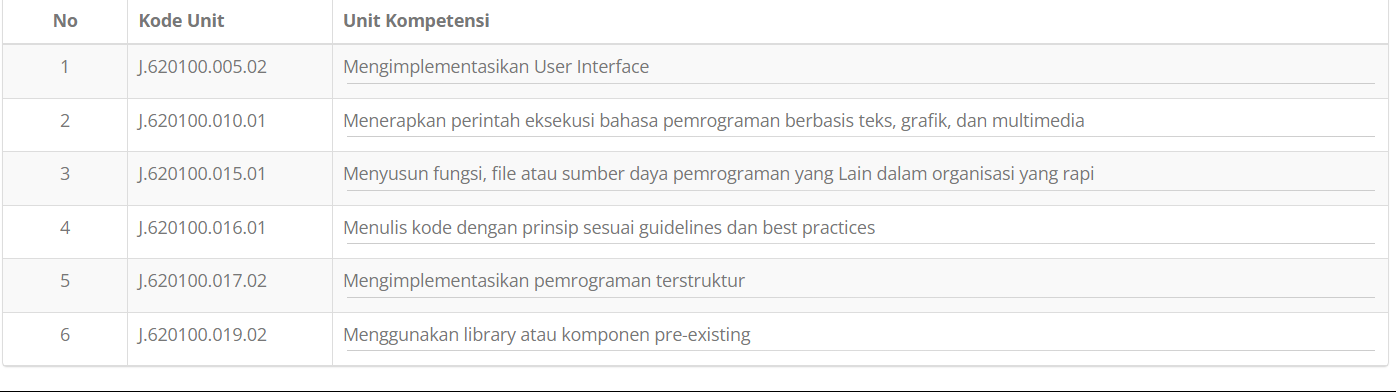 No Kode Unit Unit Kompetensi
1 J.620100.005.02 Mengimplementasikan User Interface
2 J.620100.010.01 Menerapkan perintah eksekusi bahasa pemrograman berbasis teks, grafik, dan multimedia
3 J.620100.015.01 Menyusun fungsi, file atau sumber daya pemrograman yang Lain dalam organisasi yang rapi
4 J.620100.016.01 Menulis kode dengan prinsip sesuai guidelines dan best practices
5 J.620100.017.02 Mengimplementasikan pemrograman terstruktur
6 J.620100.019.02 Menggunakan library atau komponen pre-existing